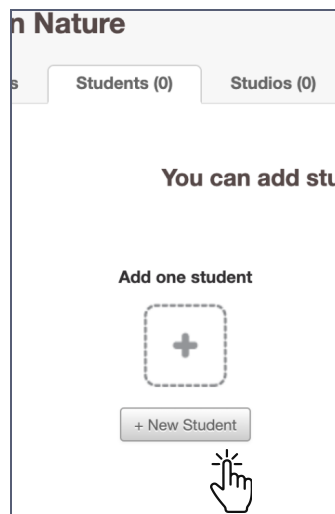 n Nature
s Students (0) Studios (0)
You can add stu
Add one student
+ New Student